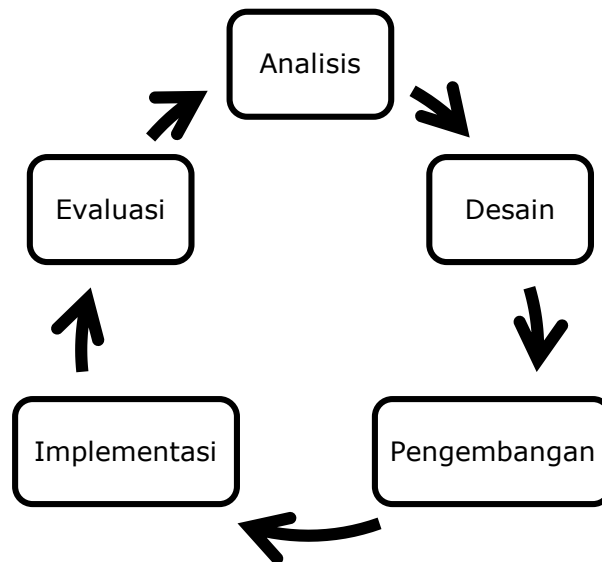 Analisis
Desain
Pengembangan
Implementasi
Evaluasi